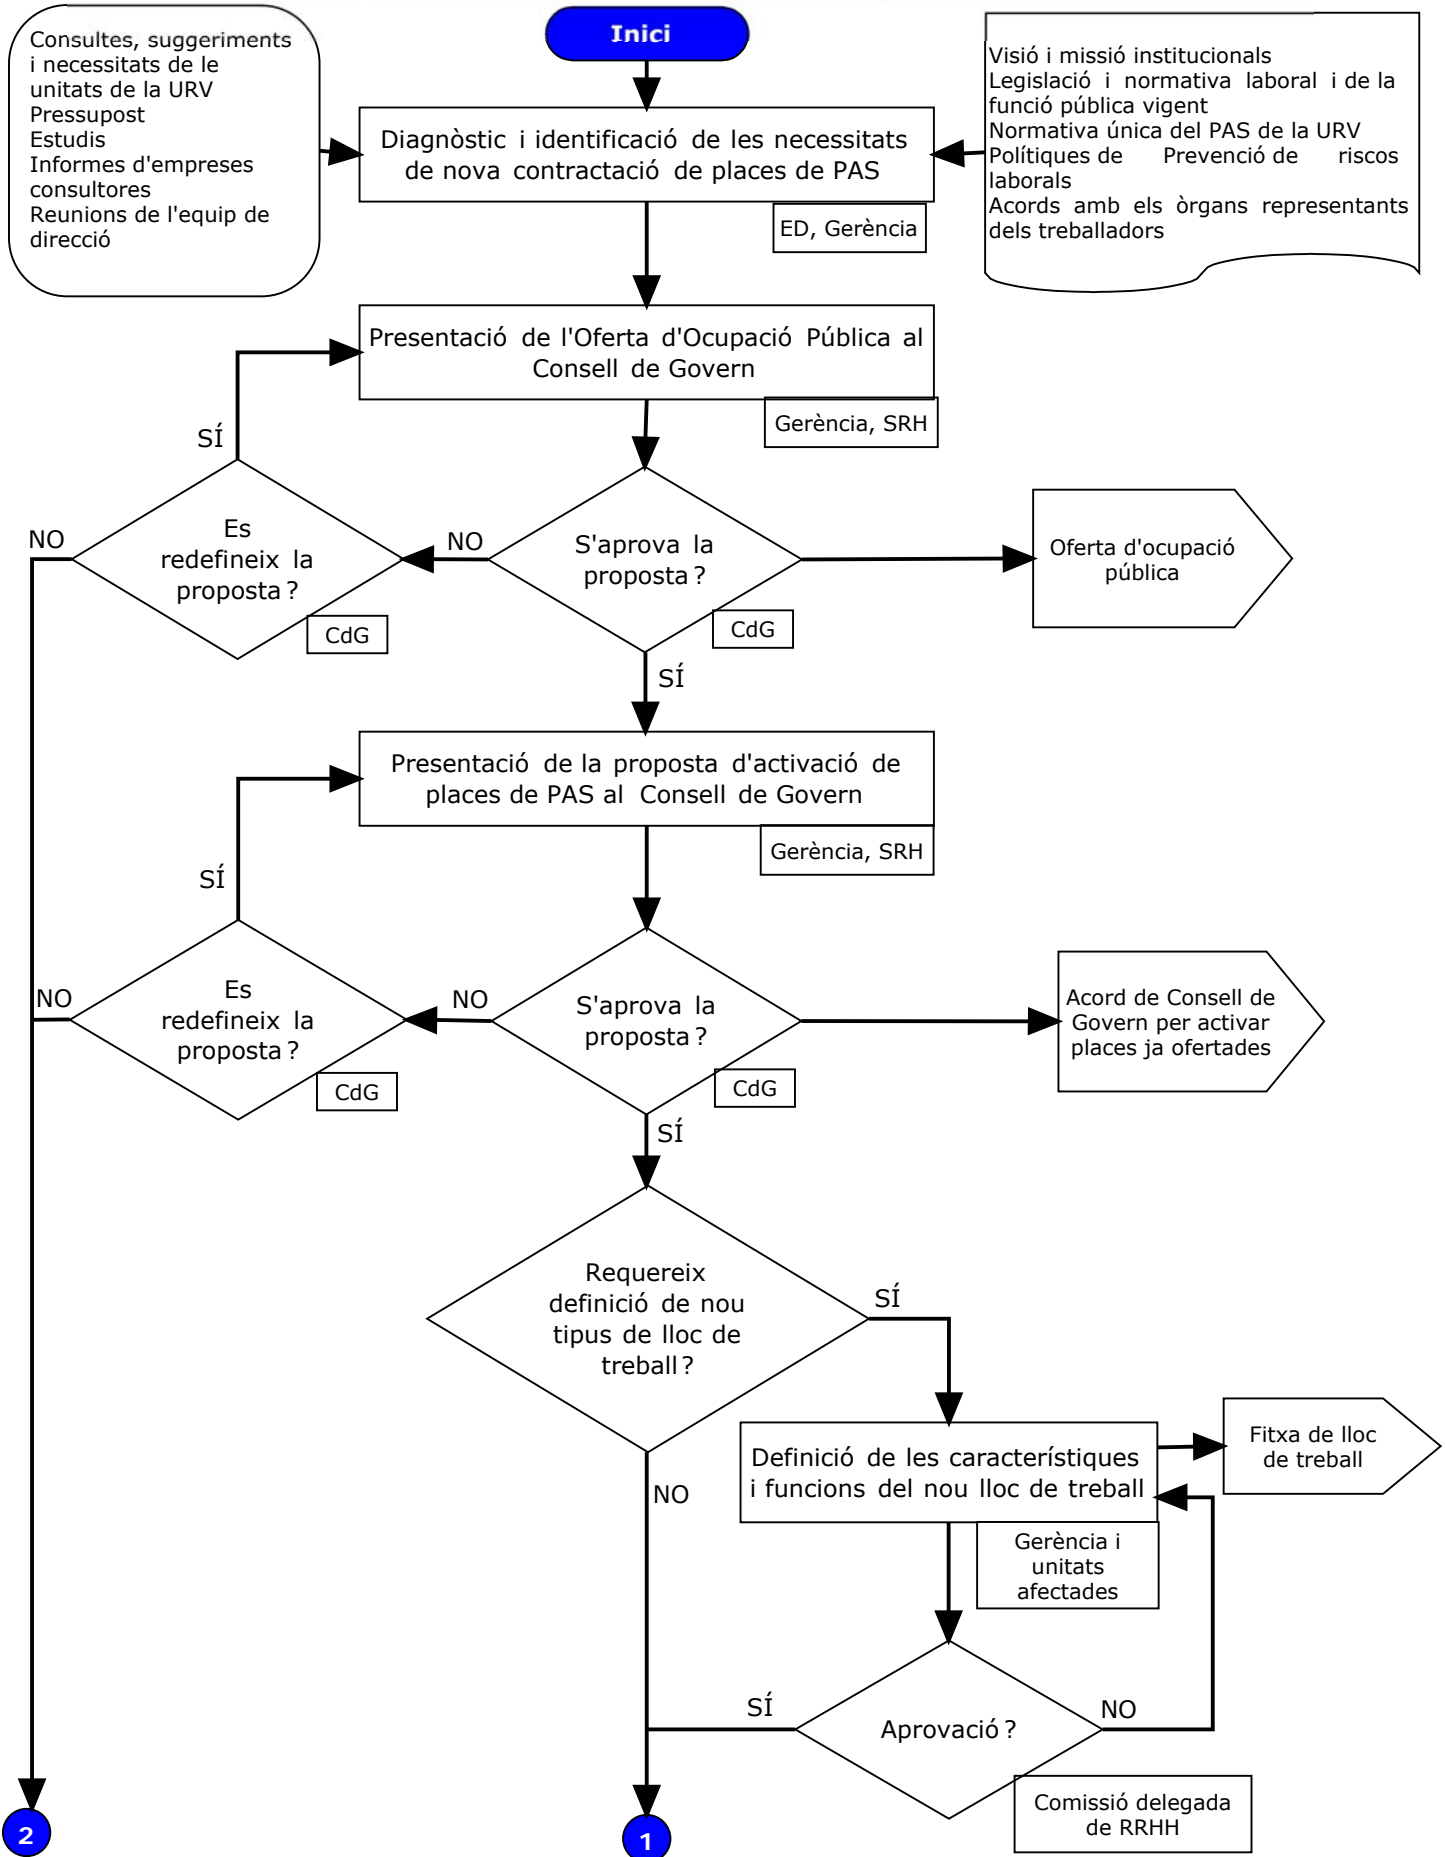 Inici
Consultes, suggeriments
i necessitats de le
unitats de la URV
Pressupost
Estudis
Informes d'empreses
consultores
Reunions de l'equip de
direcció
Visió i missió institucionals
Legislació i normativa laboral i de la
funció pública vigent
Normativa única del PAS de la URV
Polítiques de Prevenció de riscos
laborals
Acords amb els òrgans representants
dels treballadors
Diagnòstic i identificació de les necessitats
de nova contractació de places de PAS
ED, Gerència
Presentació de l'Oferta d'Ocupació Pública al
Consell de Govern
Gerència, SRH
SÍ
NO
Es
redefineix la
proposta?
CdG
NO
S'aprova la
proposta?
CdG
Oferta d'ocupació
pública
SÍ
Presentació de la proposta d'activació de
places de PAS al Consell de Govern
Gerència, SRH
SÍ
NO
Es
redefineix la
proposta?
CdG
NO
S'aprova la
proposta?
CdG
Acord de Consell de
Govern per activar
places ja ofertades
SÍ
Requereix
definició de nou
tipus de lloc de
treball?
SÍ
NO
Definició de les característiques
i funcions del nou lloc de treball
Fitxa de lloc
de treball
Gerència i
unitats
afectades
SÍ
Aprovació?
NO
Comissió delegada
de RRHH
2
1